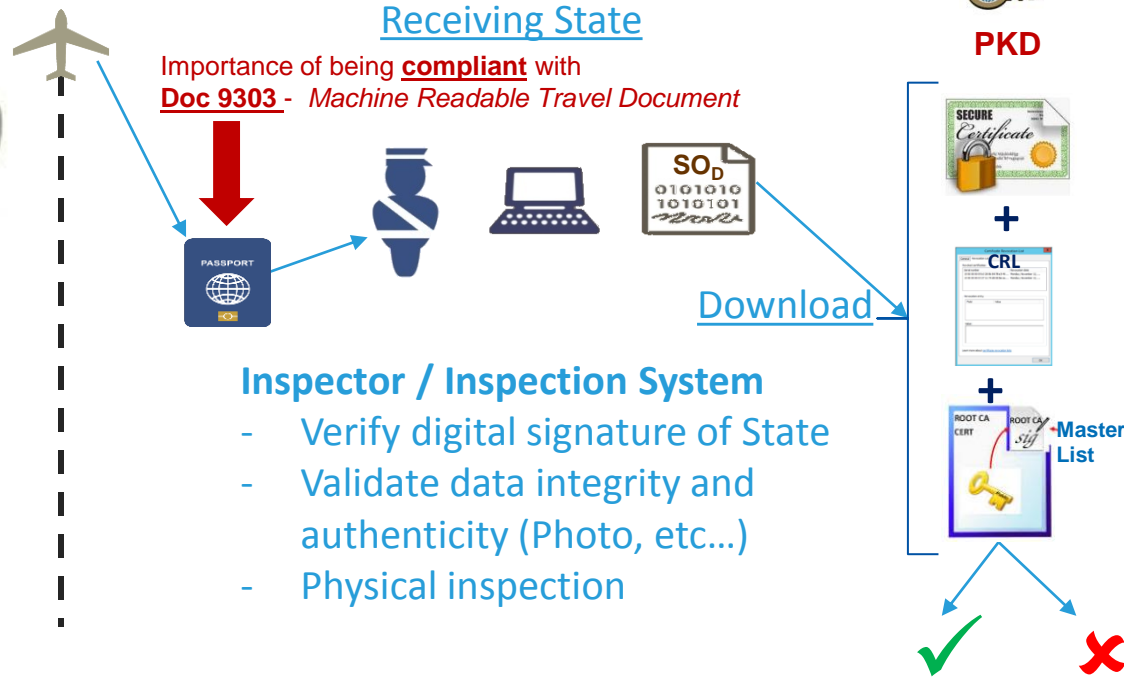 Receiving State
PKD
Importance of being compliant with
Doc 9303 - Machine Readable Travel Document
SECURE
Certificate
SO_D
0101010
1010101
PASSPORT
CRL
Download
ROOT CA
CERT
ROOT CA
sig
Master
List
Inspector / Inspection System
- Verify digital signature of State
- Validate data integrity and
authenticity (Photo, etc…)
- Physical inspection